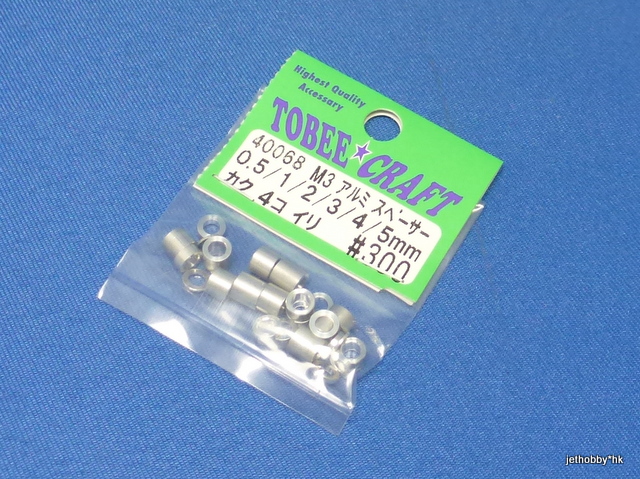 Highest Quality
Accessary
TOBEE☆CRAFT
40068 M3 アルミ スペーサー
0.5/1/2/3/4/5mm
カク 4コ イリ #300
jethobby*hk